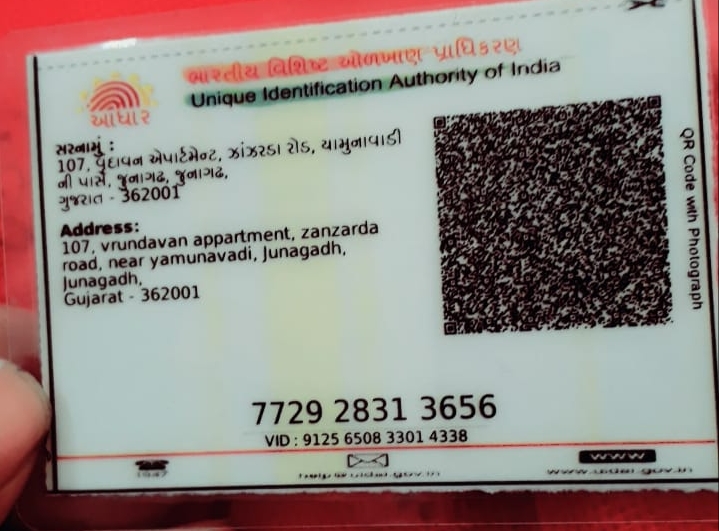 ભારતીય વિશિષ્ટ ઓળખાણ પ્રાધિકરણ
Unique Identification Authority of India
આધાર
સરનામું :
107, વૃંદાવન એપાર્ટમેન્ટ, ઝાંઝરડા રોડ, યામુનાવાડી
ની પાસે, જુનાગઢ, જુનાગઢ,
ગુજરાત - 362001
Address:
107, vrundavan appartment, zanzarda
road, near yamunavadi, Junagadh,
Junagadh,
Gujarat - 362001
QR Code with Photograph
7729 2831 3656
VID : 9125 6508 3301 4338
1947
help@uidai.gov.in
WWW
www.uidai.gov.in